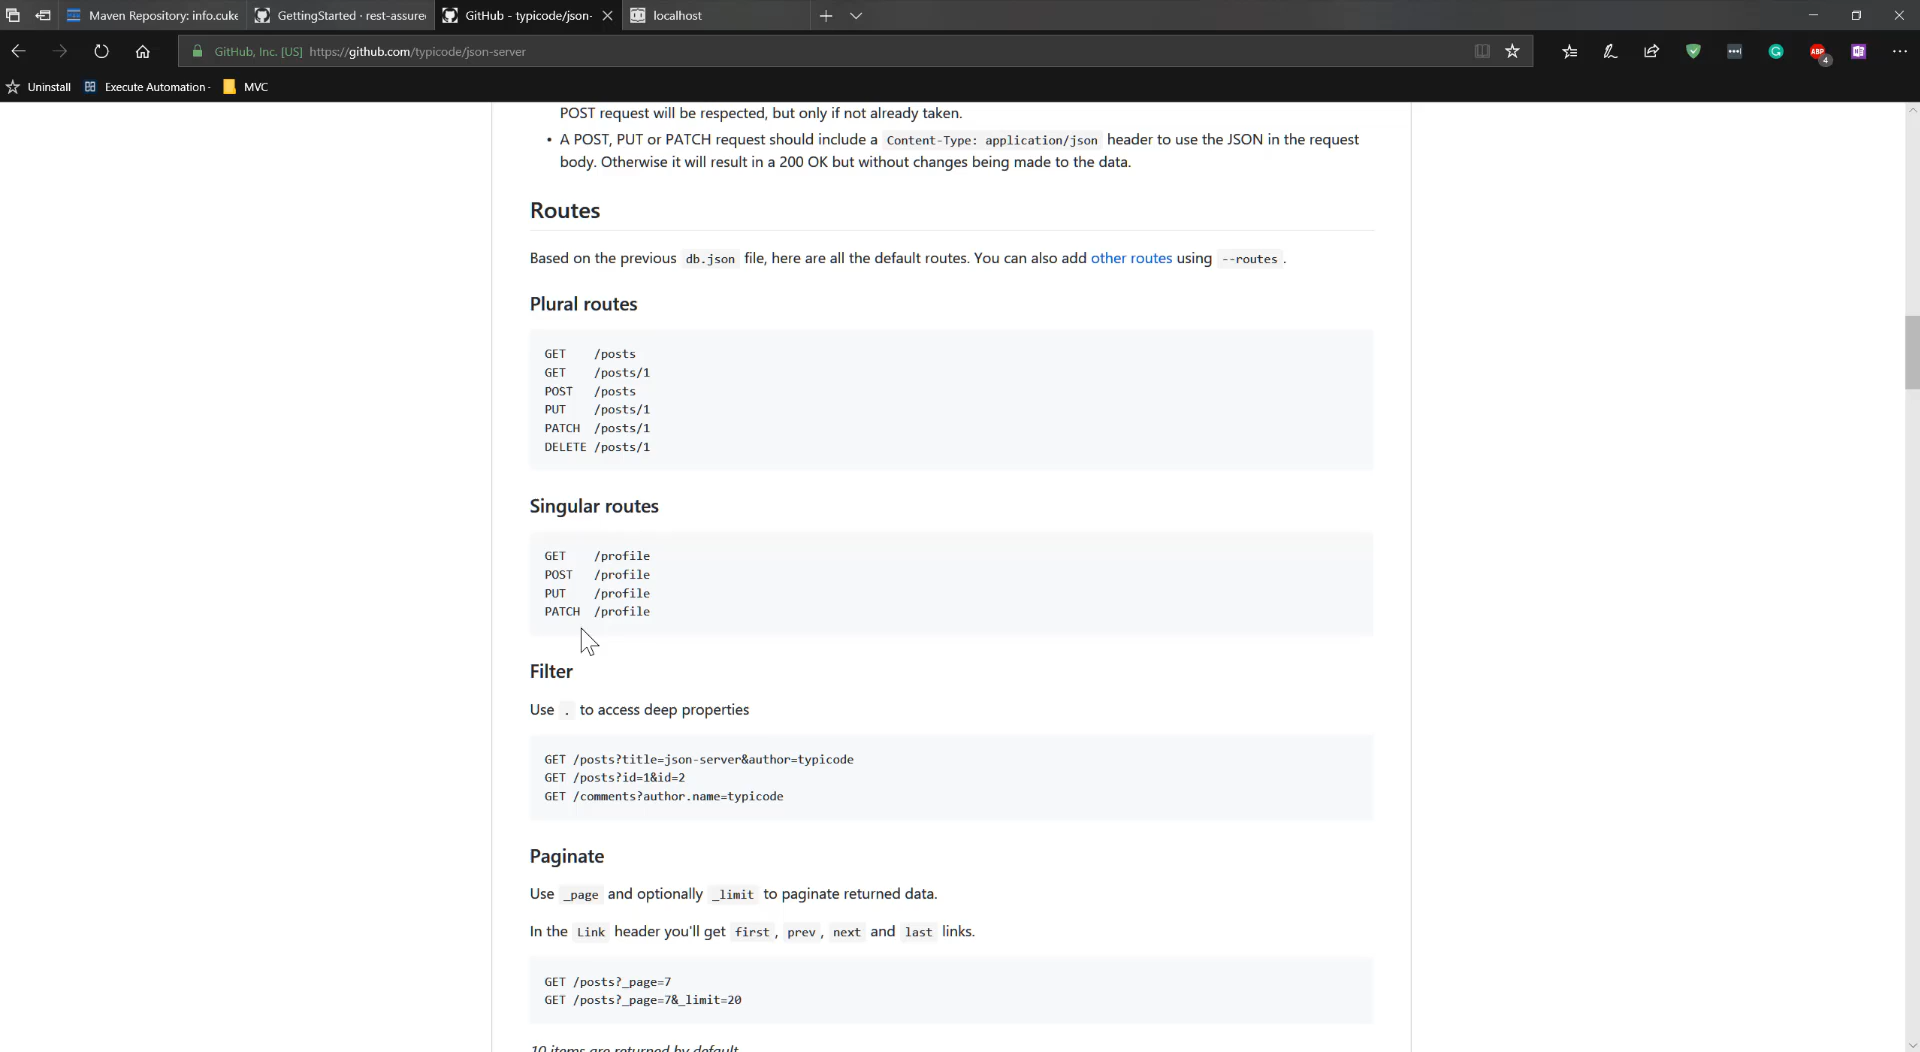 Maven Repository: info.cuke
GettingStarted · rest-assured
GitHub - typicode/json-
localhost
GitHub, Inc. [US] https://github.com/typicode/json-server
ABP
4
Uninstall
Execute Automation -
MVC
POST request will be respected, but only if not already taken.
• A POST, PUT or PATCH request should include a Content-Type: application/json header to use the JSON in the request
body. Otherwise it will result in a 200 OK but without changes being made to the data.
Routes
Based on the previous db.json file, here are all the default routes. You can also add other routes using --routes .
Plural routes
GET /posts
GET /posts/1
POST /posts
PUT /posts/1
PATCH /posts/1
DELETE /posts/1
Singular routes
GET /profile
POST /profile
PUT /profile
PATCH /profile
Filter
Use . to access deep properties
GET /posts?title=json-server&author=typicode
GET /posts?id=1&id=2
GET /comments?author.name=typicode
Paginate
Use _page and optionally _limit to paginate returned data.
In the Link header you'll get first , prev , next and last links.
GET /posts?_page=7
GET /posts?_page=7&_limit=20
10 items are returned by default